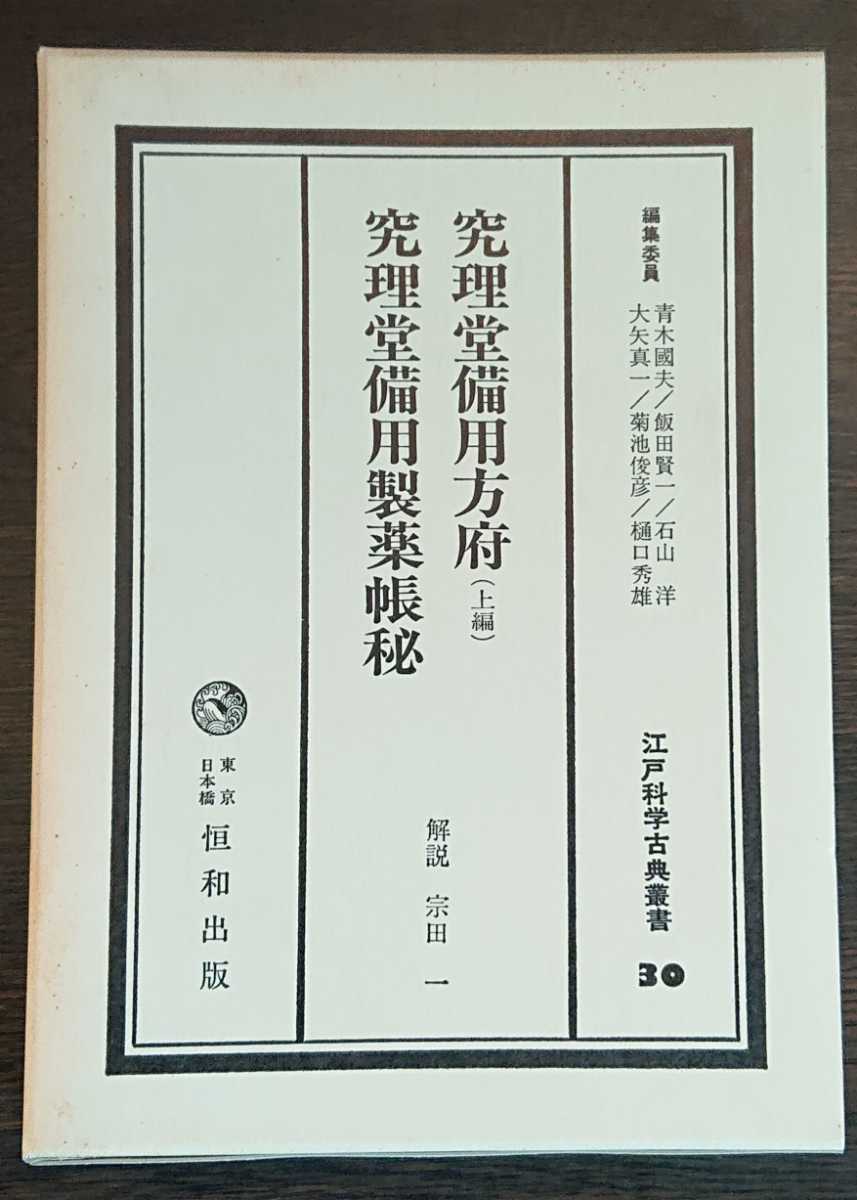 編集委員
青木國夫／飯田賢一／石山 洋
大矢真一／菊池俊彦／樋口秀雄
江戸科学古典叢書 30
究理堂備用方府（上編）
究理堂備用製薬帳秘
解説 宗田 一
東京
日本橋
恒和出版